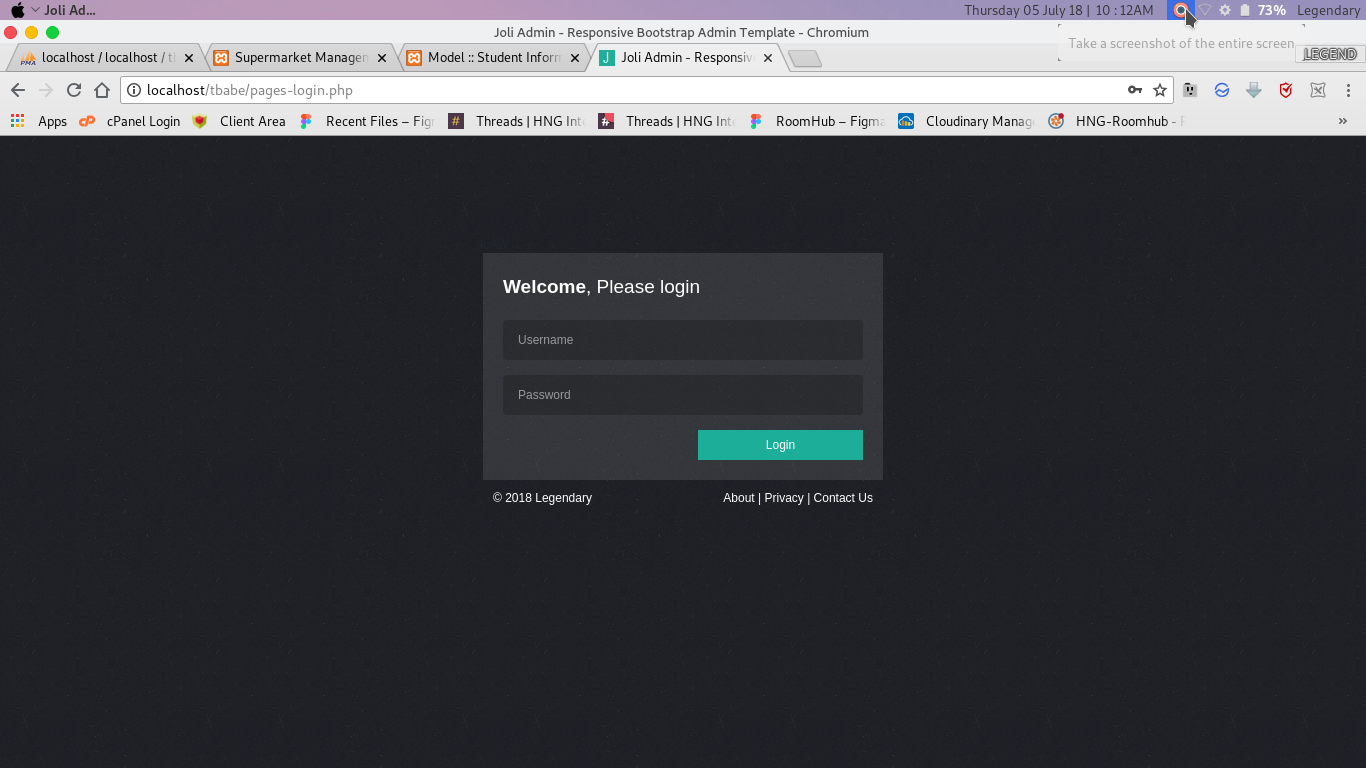 Joli Ad...
Thursday 05 July 18 | 10 : 12AM
73%
Legendary
Joli Admin - Responsive Bootstrap Admin Template - Chromium
Take a screenshot of the entire screen
LEGEND
localhost / localhost / t
Supermarket Managem
Model :: Student Inform
Joli Admin - Responsiv
localhost/tbabe/pages-login.php
Apps
cPanel Login
Client Area
Recent Files – Fig
Threads | HNG Int
Threads | HNG Int
RoomHub – Figma
Cloudinary Manag
HNG-Roomhub -
Welcome, Please login
Username
Password
Login
© 2018 Legendary
About | Privacy | Contact Us